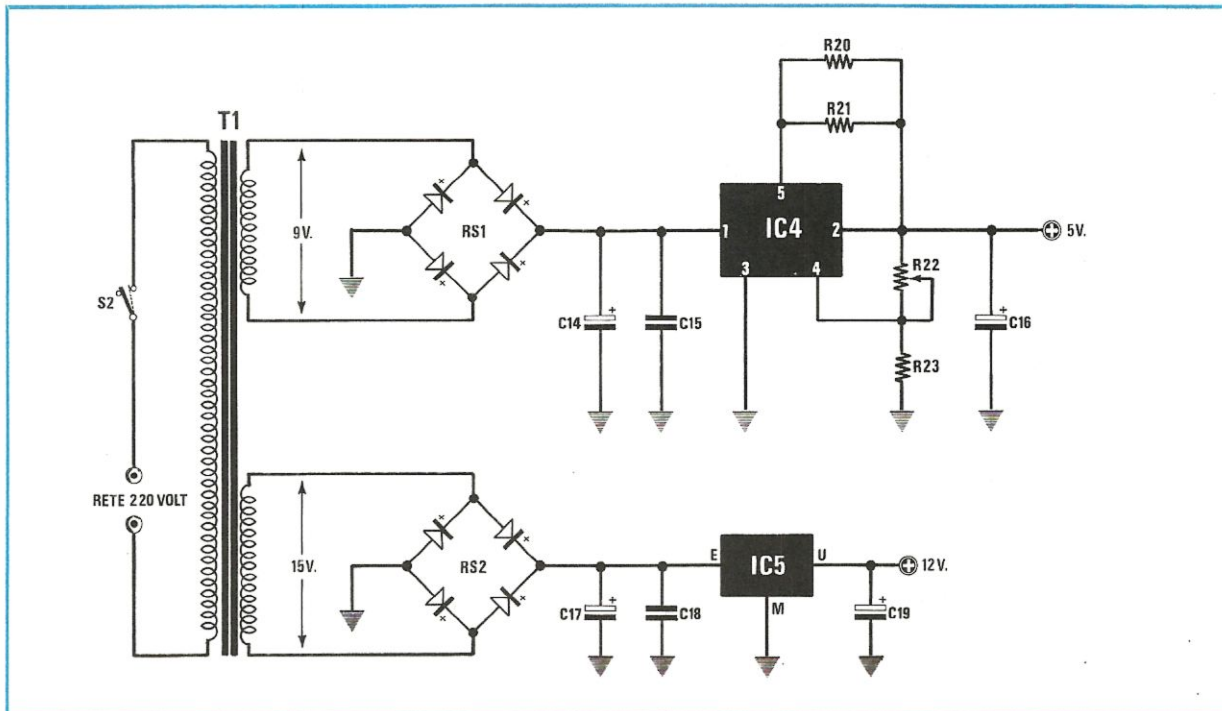 R20
R21
T1
5
1 IC4 2
5V.
9V.
RS1
R22
3 4
S2
C14 +
C15
+ C16
R23
RETE 220 VOLT
15V.
RS2
E IC5 U
12V.
M
C17 +
C18
+ C19